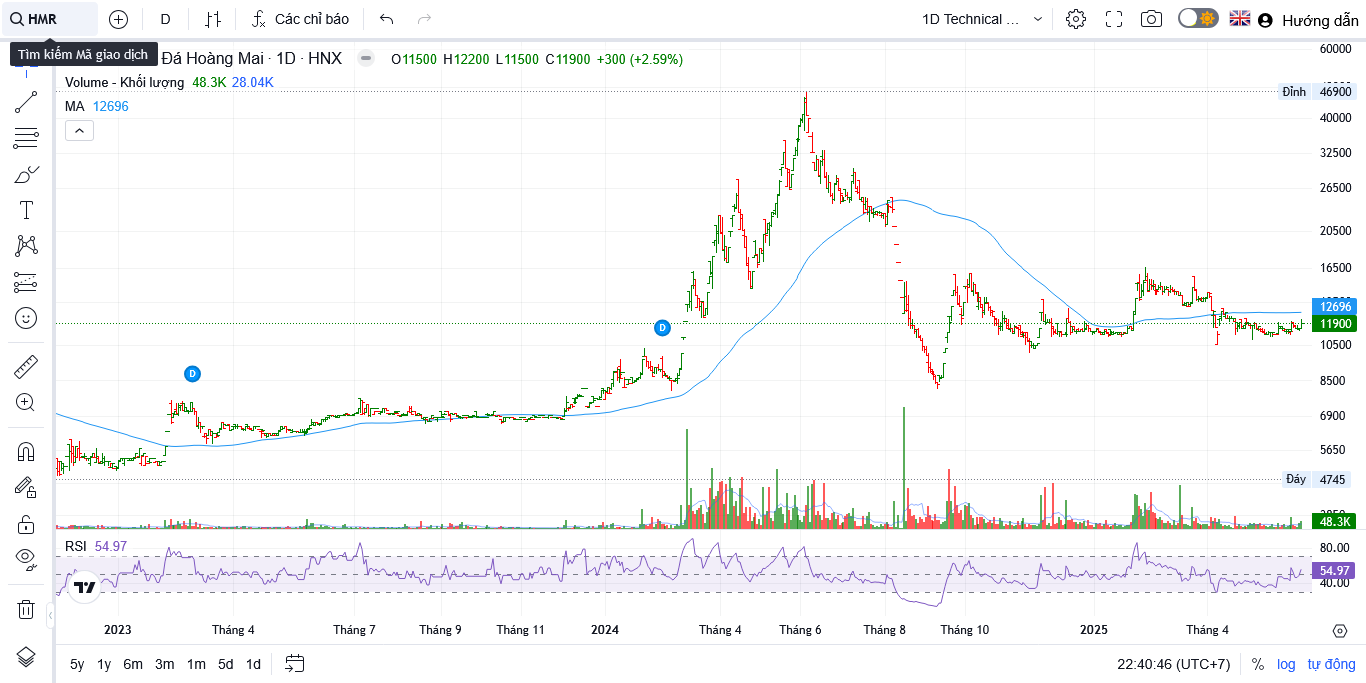 HMR D Các chỉ báo 1D Technical ... Hướng dẫn
Tìm kiếm Mã giao dịch Đá Hoàng Mai · 1D · HNX O11500 H12200 L11500 C11900 +300 (+2.59%)
Volume - Khối lượng 48.3K 28.04K
MA 12696
60000
Đỉnh 46900
40000
32500
26500
20500
16500
12696
11900
10500
8500
6900
5650
Đáy 4745
48.3K
D
D
RSI 54.97
80.00
54.97
40.00
2023 Tháng 4 Tháng 7 Tháng 9 Tháng 11 2024 Tháng 4 Tháng 6 Tháng 8 Tháng 10 2025 Tháng 4
5y 1y 6m 3m 1m 5d 1d 22:40:46 (UTC+7) % log tự động